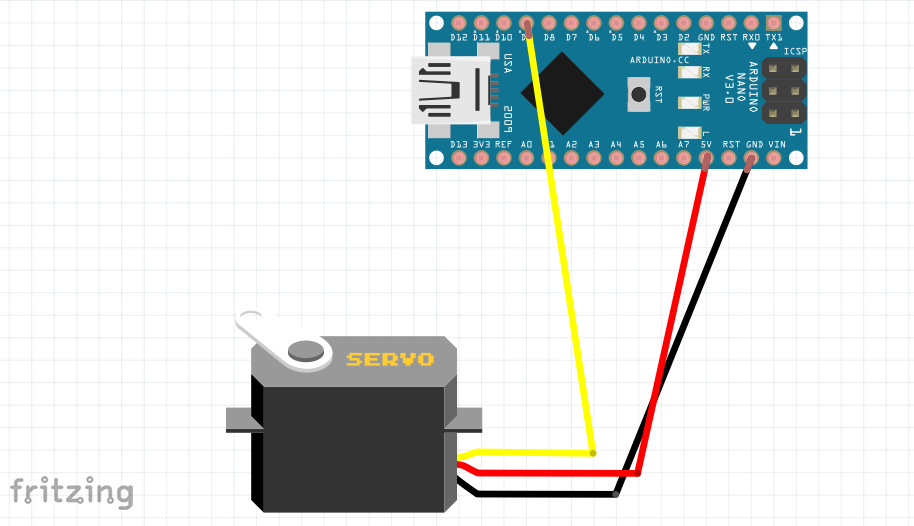 D12 D11 D10 D8 D7 D6 D5 D4 D3 D2 GND RST RX0 TX1
ICSP
USA
TX
ARDUINO.CC
RX
ARDUINO
NANO
V3.0
RST
PWR
2009
L
1
D13 3V3 REF A0 A2 A3 A4 A5 A6 A7 5V RST GND VIN
SERVO
fritzing